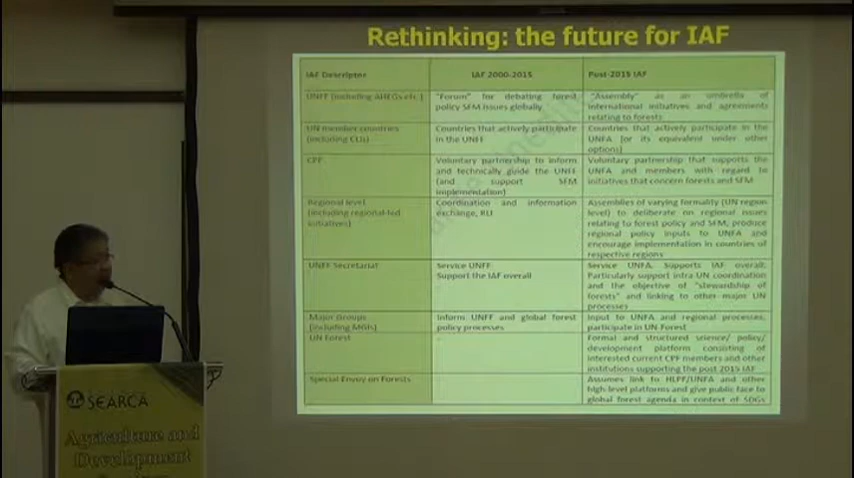 Rethinking: the future for IAF
IAF Descriptor
IAF 2000-2015
Post-2015 IAF
UNFF (including AHEGs etc.)
"Forum" for debating forest
policy SFM issues globally
"Assembly" as an umbrella of
international initiatives and agreements
relating to forests
UN member countries
(including CLIs)
Countries that actively participate
in the UNFF
Countries that actively participate in the
UNFA (or its equivalent under other
options)
CPF
Voluntary partnership to inform
and technically guide the UNFF
(and support SFM
implementation)
Voluntary partnership that supports the
UNFA and members with regard to
initiatives that concern forests and SFM
Regional level
(including regional-led
initiatives)
Coordination and information
exchange, RLI
Assemblies of varying formality (UN region
level) to deliberate on regional issues
relating to forest policy and SFM, produce
regional policy inputs to UNFA and
encourage implementation in countries of
respective regions
UNFF Secretariat
Service UNFF
Support the IAF overall
Service UNFA. Supports IAF overall;
Particularly support intra UN coordination
and the objective of "stewardship of
forests" and linking to other major UN
processes
Major Groups
(including MGIs)
Inform UNFF and global forest
policy processes
Input to UNFA and regional processes,
participate in UN Forest
UN Forest
Formal and structured science/ policy/
development platform consisting of
interested current CPF members and other
institutions supporting the post 2015 IAF
Special Envoy on Forests
Assumes link to HLPF/UNFA and other
high-level platforms and give public face to
global forest agenda in context of SDGs
SEARCA
Agriculture and
Development